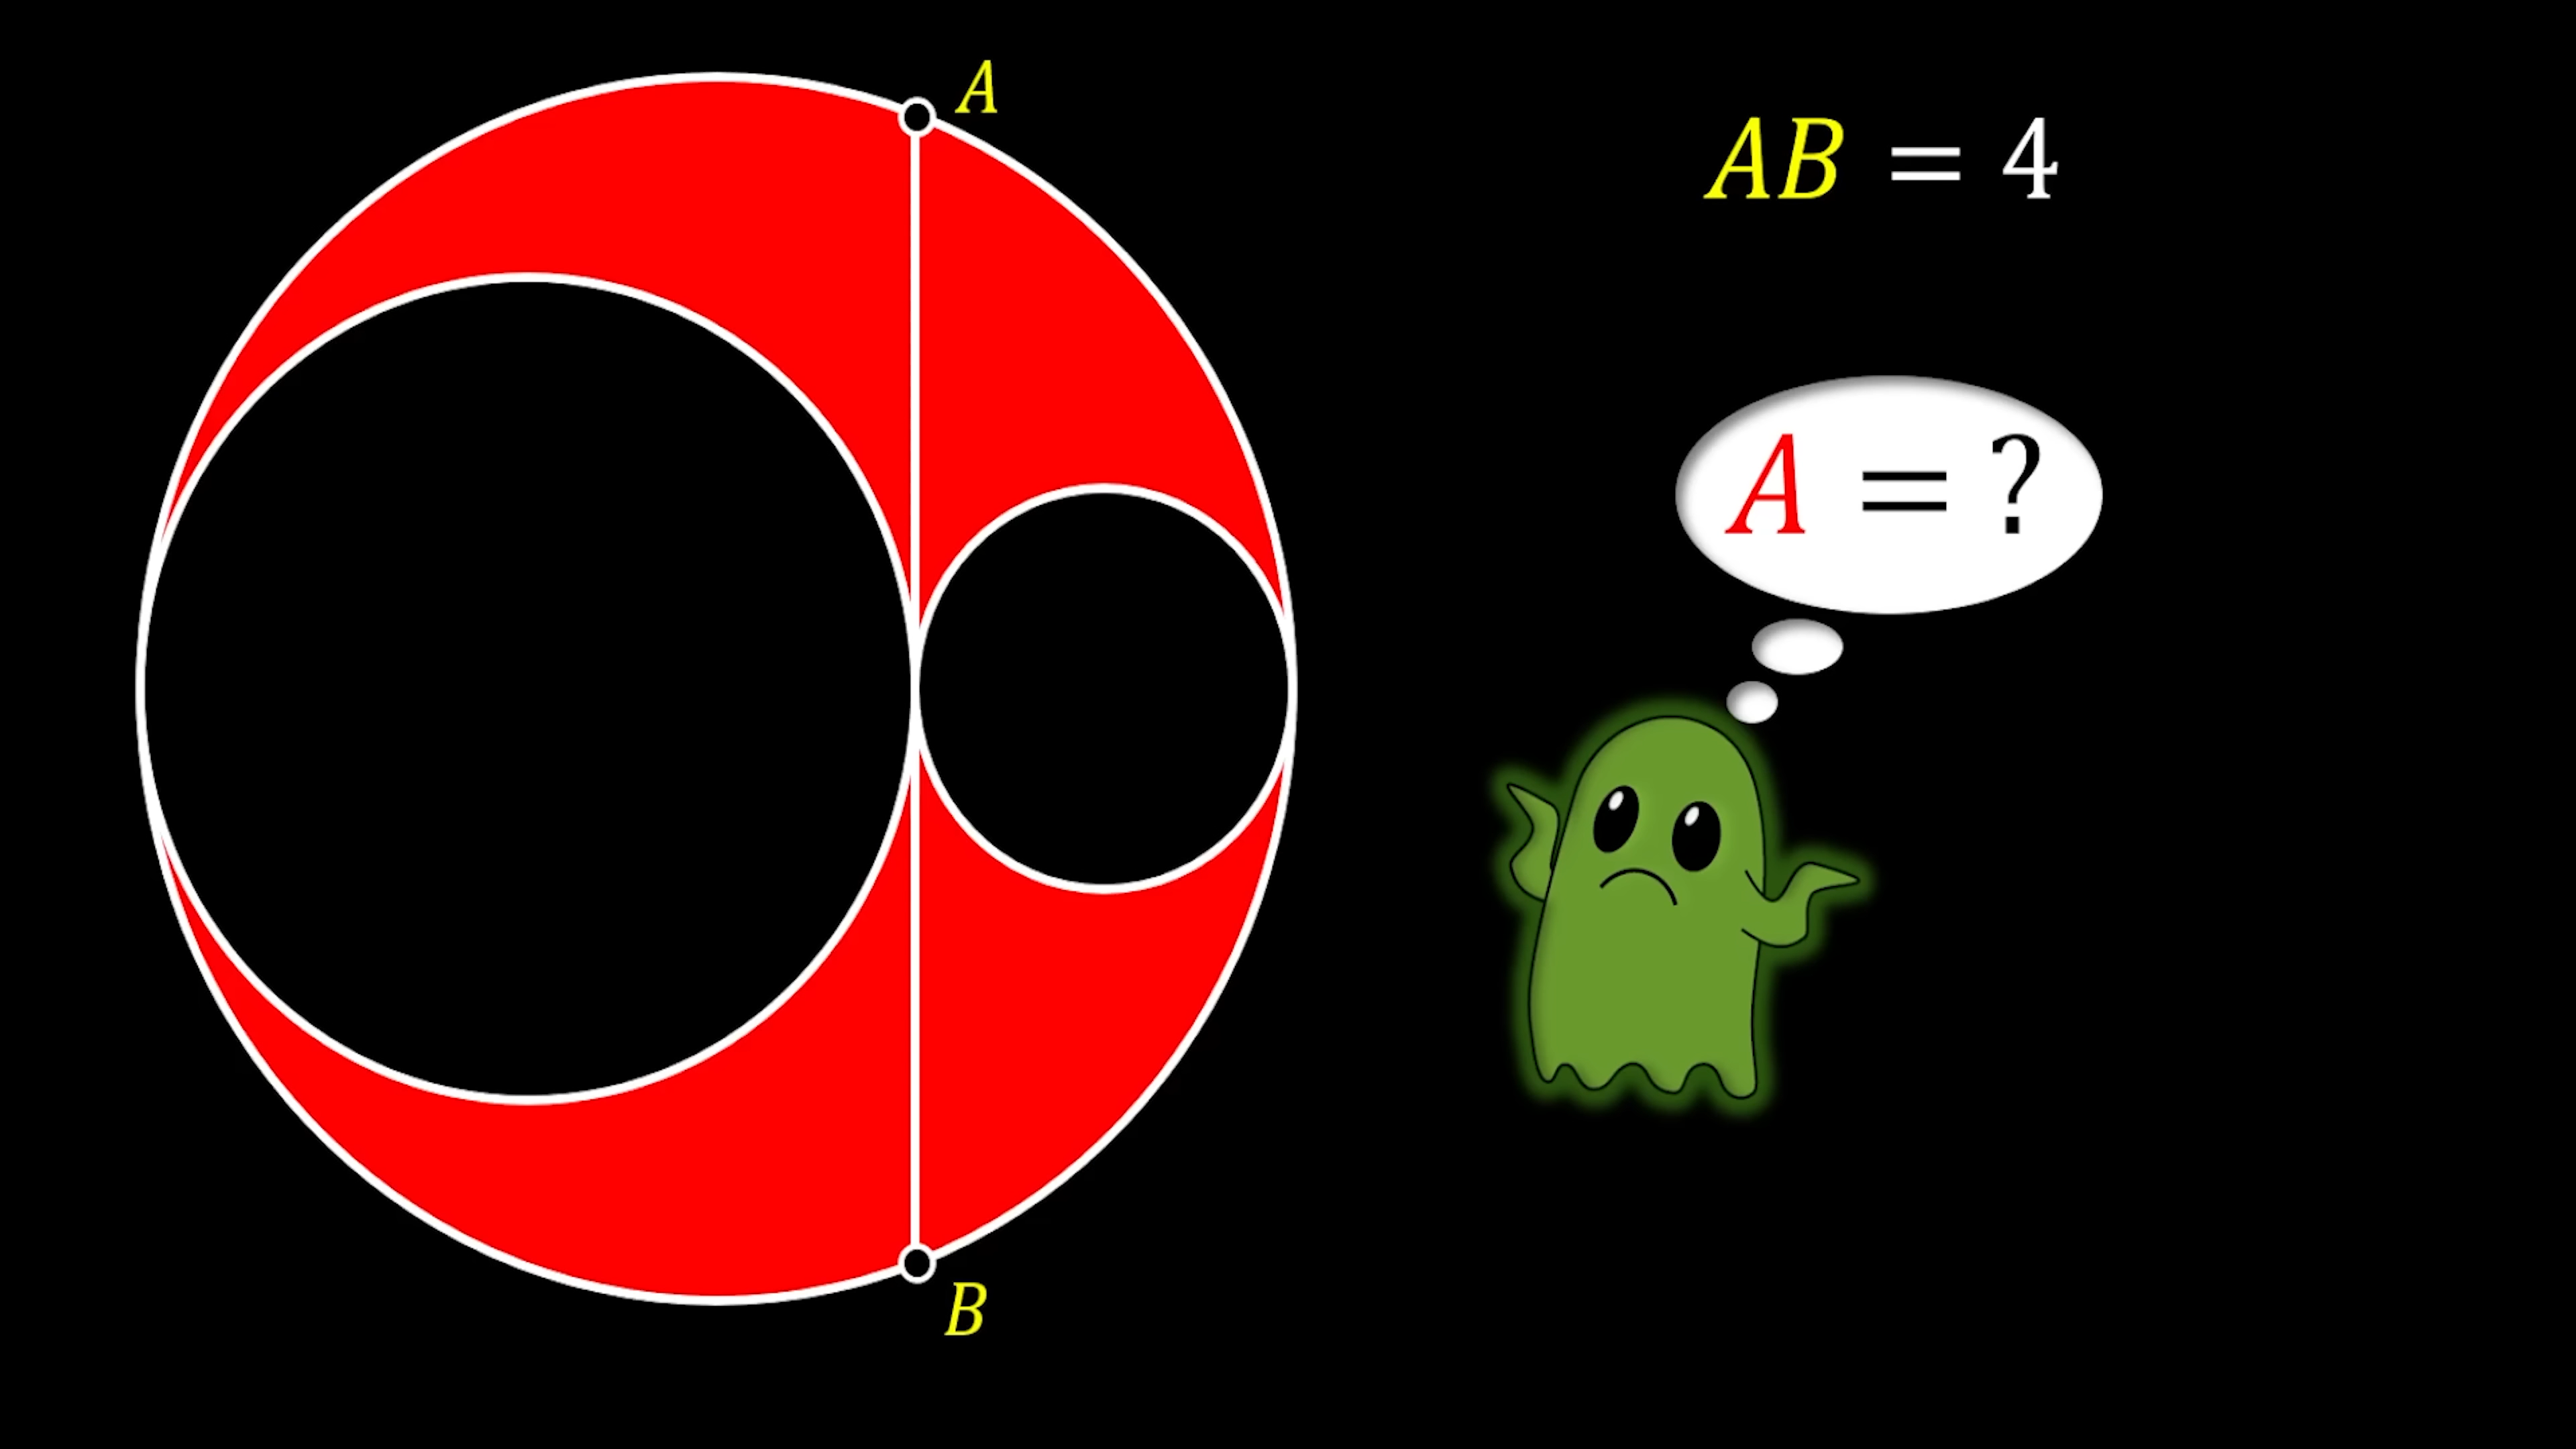 A
AB = 4
A = ?
B